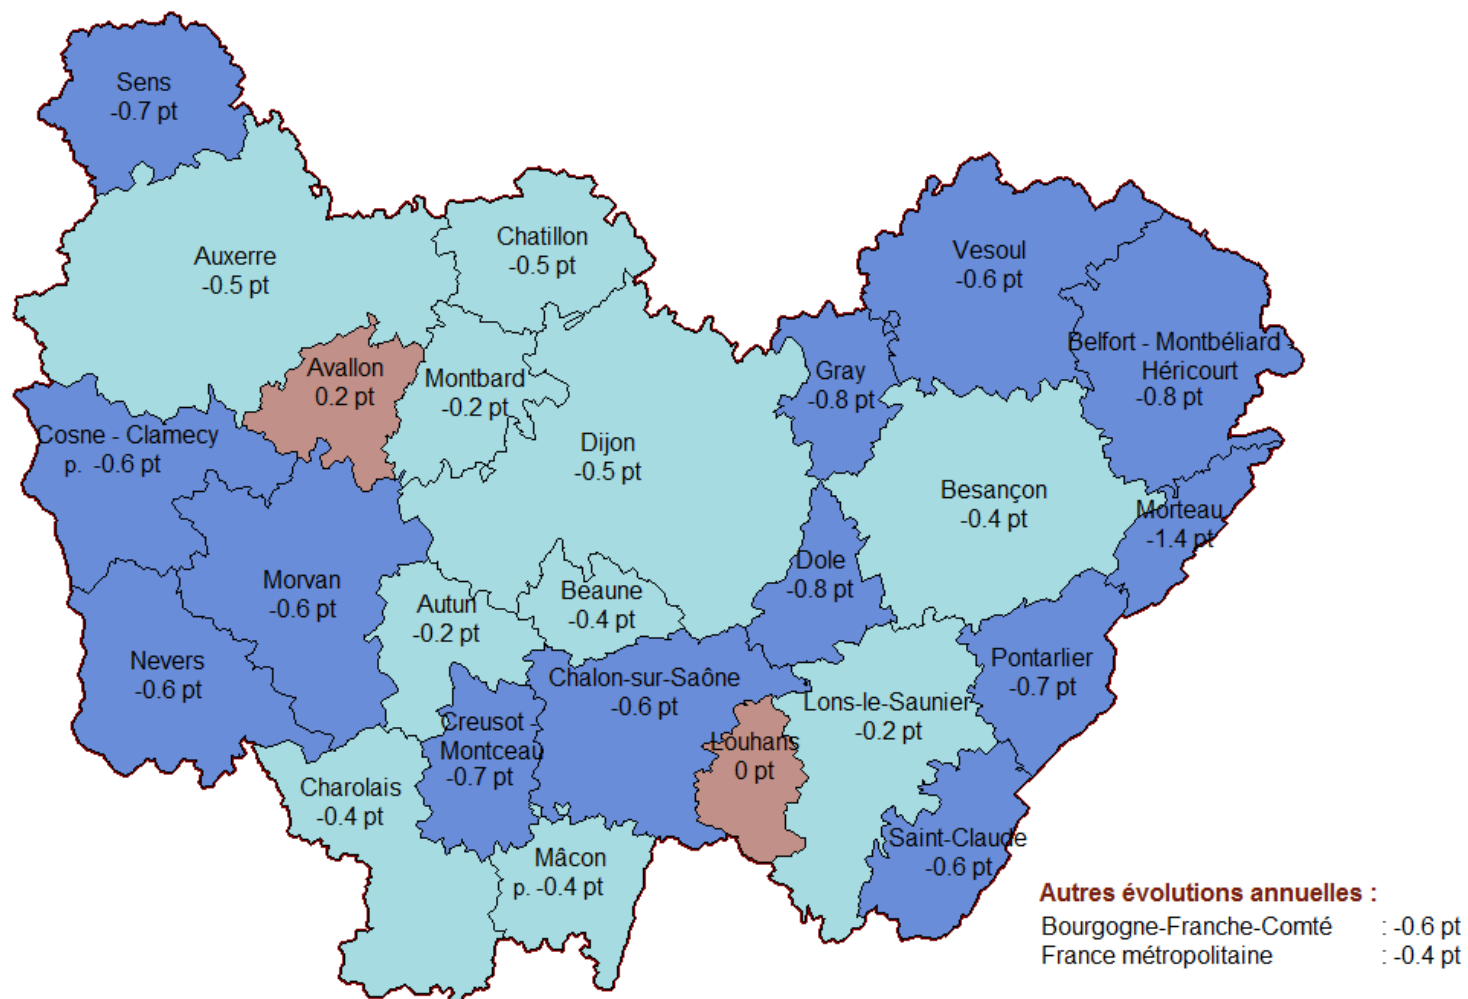 Sens
-0.7 pt
Auxerre
-0.5 pt
Chatillon
-0.5 pt
Vesoul
-0.6 pt
Belfort - Montbéliard -
Héricourt
-0.8 pt
Avallon
0.2 pt
Montbard
-0.2 pt
Gray
-0.8 pt
Cosne - Clamecy
p. -0.6 pt
Dijon
-0.5 pt
Besançon
-0.4 pt
Morteau
-1.4 pt
Morvan
-0.6 pt
Autun
-0.2 pt
Beaune
-0.4 pt
Dole
-0.8 pt
Nevers
-0.6 pt
Chalon-sur-Saône
-0.6 pt
Pontarlier
-0.7 pt
Lons-le-Saunier
-0.2 pt
Creusot -
Montceau
-0.7 pt
Louhans
0 pt
Charolais
-0.4 pt
Mâcon
p. -0.4 pt
Saint-Claude
-0.6 pt
Autres évolutions annuelles :
Bourgogne-Franche-Comté : -0.6 pt
France métropolitaine : -0.4 pt